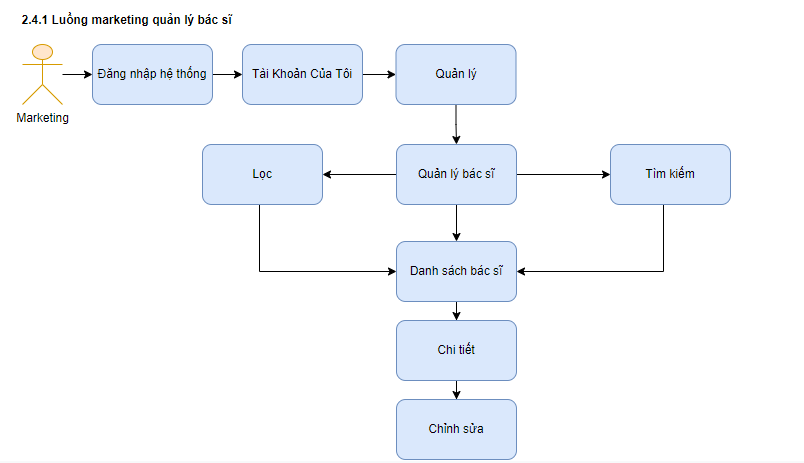 2.4.1 Luồng marketing quản lý bác sĩ
Đăng nhập hệ thống
Tài Khoản Của Tôi
Quản lý
Marketing
Lọc
Quản lý bác sĩ
Tìm kiếm
Danh sách bác sĩ
Chi tiết
Chỉnh sửa